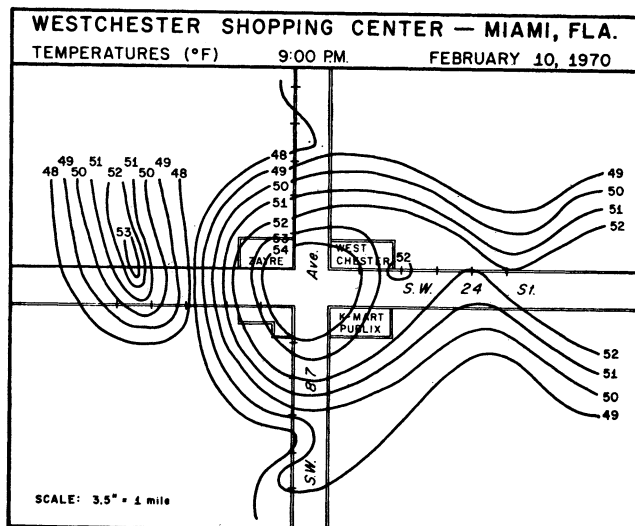 WESTCHESTER SHOPPING CENTER — MIAMI, FLA.
TEMPERATURES (°F) 9:00 P.M. FEBRUARY 10, 1970
48 49 50 51 52 51 50 49 48
53
48
49
50
51
52
53
54
49
50
51
52
ZAYRE
Ave.
WEST
CHESTER
52
S.W. 24 St.
K-MART
PUBLIX
87
S.W.
52
51
50
49
SCALE: 3.5" = 1 mile